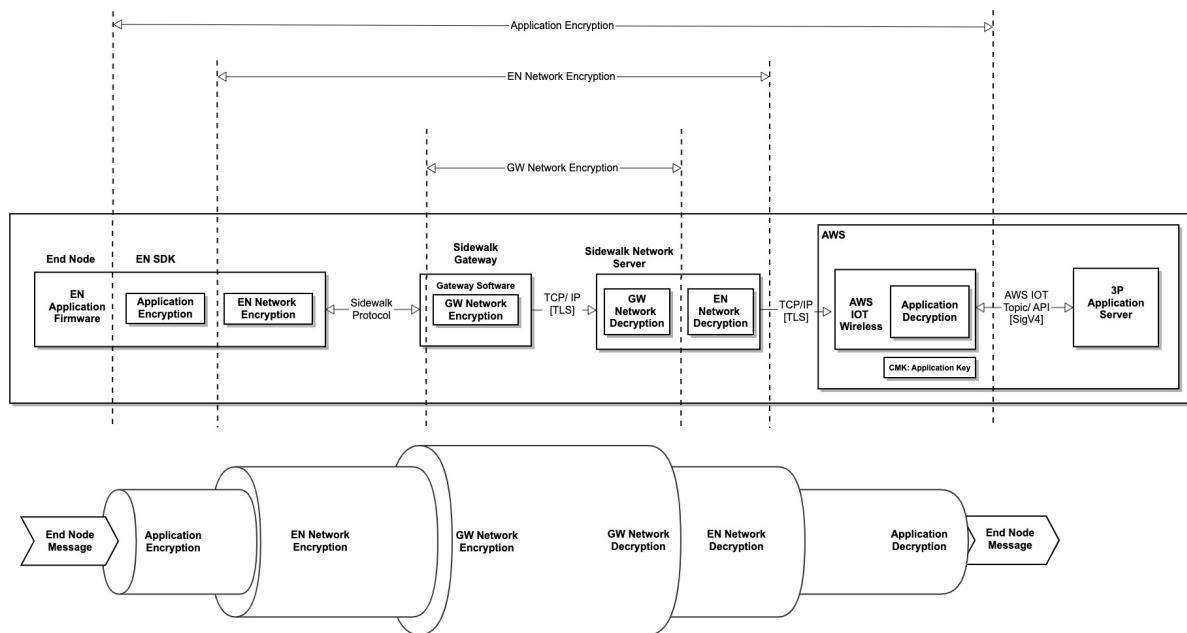 Application Encryption
EN Network Encryption
GW Network Encryption
AWS
End Node
EN SDK
Sidewalk
Gateway
Sidewalk Network
Server
EN
Application
Firmware
Application
Encryption
EN Network
Encryption
Sidewalk
Protocol
Gateway Software
GW Network
Encryption
TCP/ IP
[TLS]
GW
Network
Decryption
EN
Network
Decryption
TCP/IP
[TLS]
AWS
IOT
Wireless
Application
Decryption
CMK: Application Key
AWS IOT
Topic/ API
[SigV4]
3P
Application
Server
End Node
Message
Application
Encryption
EN Network
Encryption
GW Network
Encryption
GW Network
Decryption
EN Network
Decryption
Application
Decryption
End Node
Message